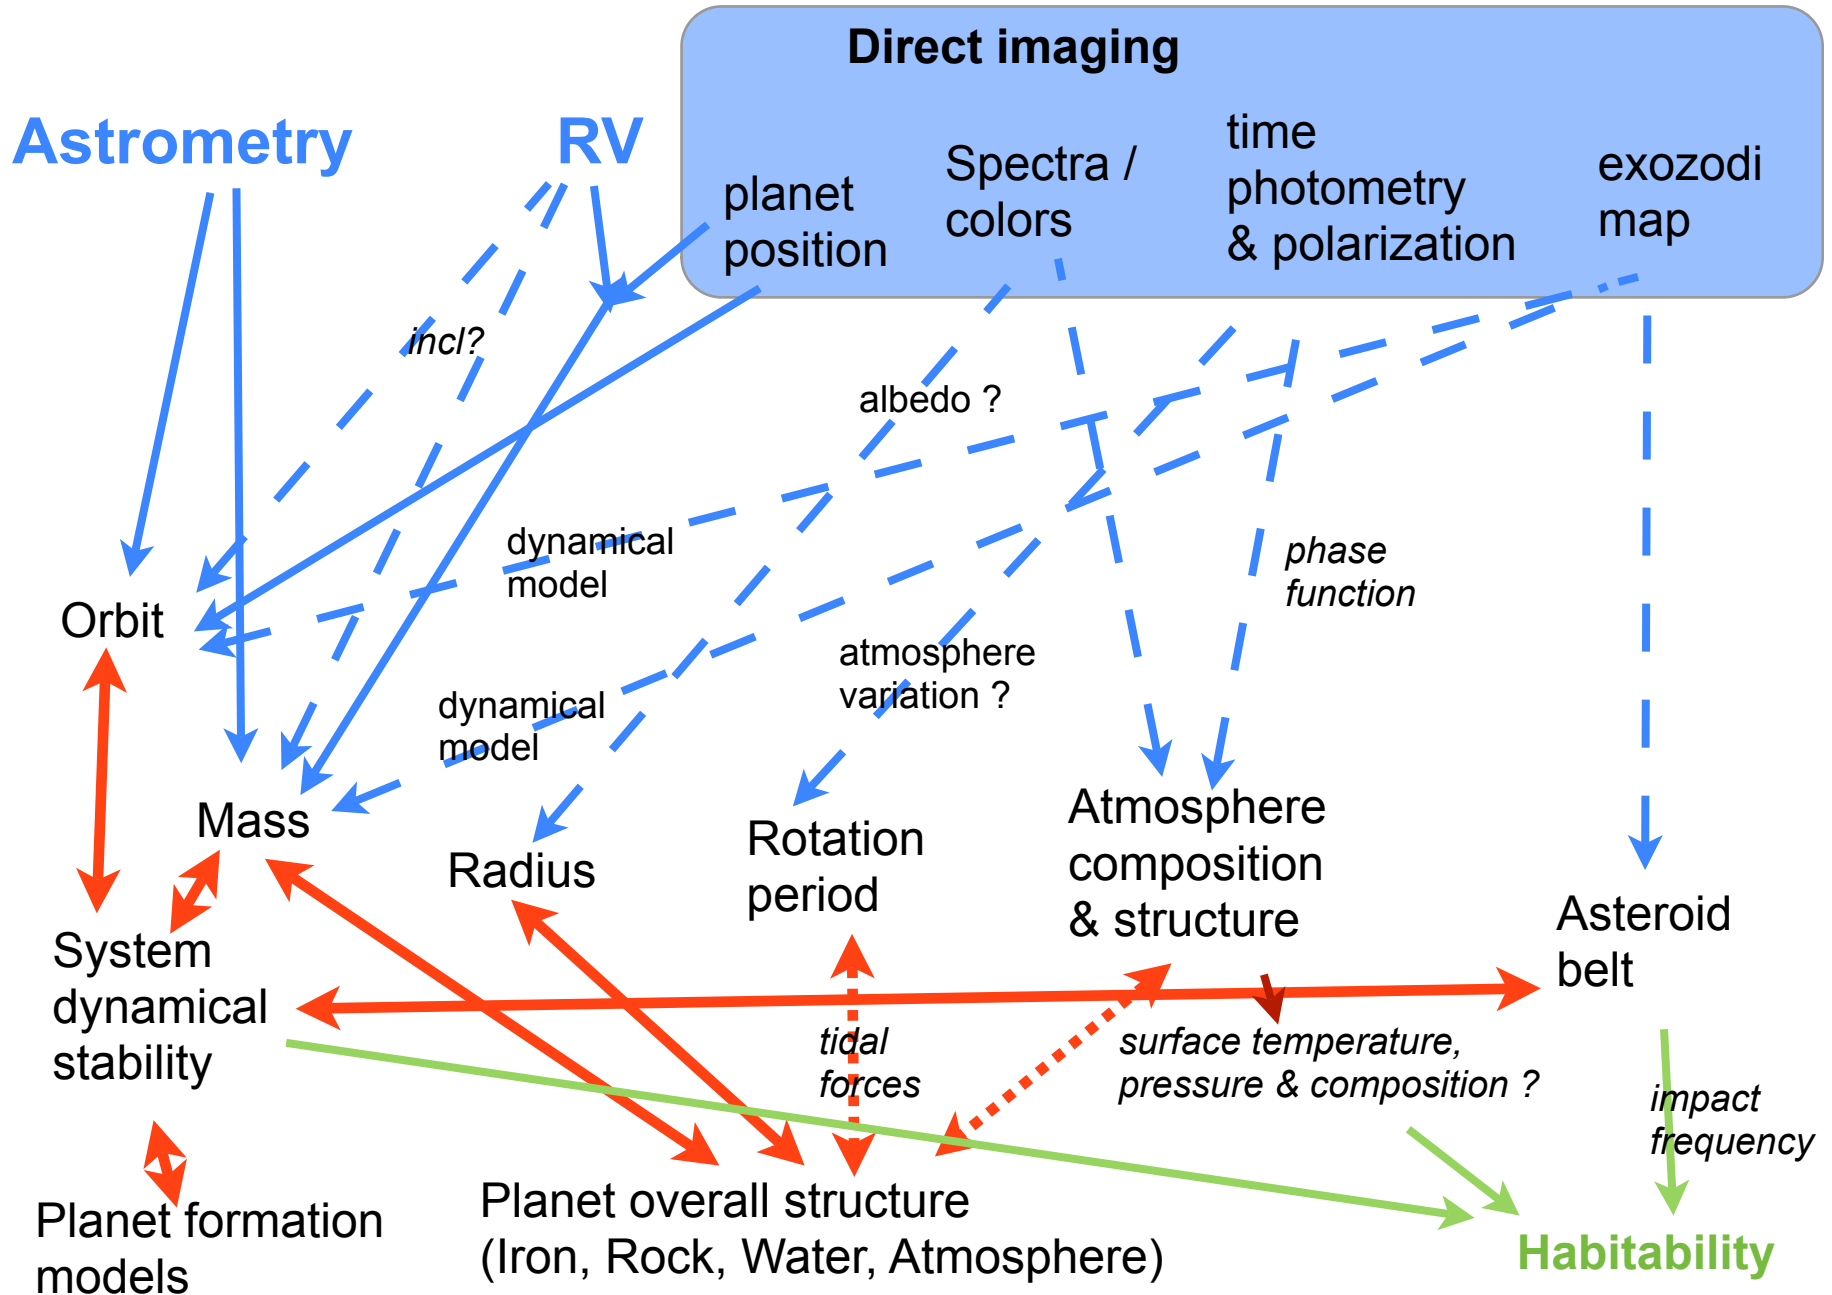 Direct imaging
Astrometry
RV
planet
position
Spectra /
colors
time
photometry
& polarization
exozodi
map
incl?
albedo ?
dynamical
model
phase
function
Orbit
atmosphere
variation ?
dynamical
model
Mass
Radius
Rotation
period
Atmosphere
composition
& structure
Asteroid
belt
System
dynamical
stability
tidal
forces
surface temperature,
pressure & composition ?
impact
frequency
Planet formation
models
Planet overall structure
(Iron, Rock, Water, Atmosphere)
Habitability